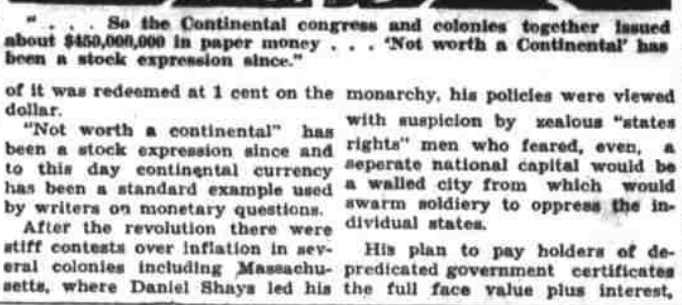 " . . . So the Continental congress and colonies together issued
about $450,000,000 in paper money . . . 'Not worth a Continental' has
been a stock expression since."
of it was redeemed at 1 cent on the
dollar.
"Not worth a continental" has
been a stock expression since and
to this day continental currency
has been a standard example used
by writers on monetary questions.
After the revolution there were
stiff contests over inflation in sev-
eral colonies including Massachu-
setts, where Daniel Shays led his
monarchy, his policies were viewed
with suspicion by zealous "states
rights" men who feared, even, a
seperate national capital would be
a walled city from which would
swarm soldiery to oppress the in-
dividual states.
His plan to pay holders of de-
predicated government certificates
the full face value plus interest,